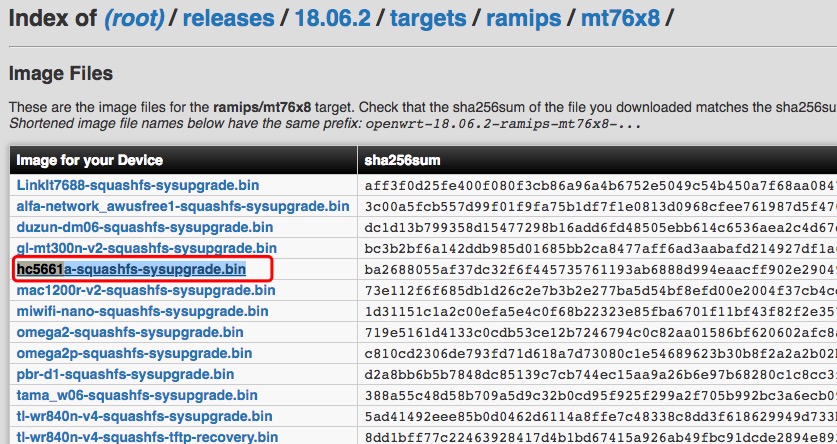 Index of (root) / releases / 18.06.2 / targets / ramips / mt76x8 /
Image Files
These are the image files for the ramips/mt76x8 target. Check that the sha256sum of the file you downloaded matches the sha256su
Shortened image file names below have the same prefix: openwrt-18.06.2-ramips-mt76x8-...
Image for your Device sha256sum
LinkIt7688-squashfs-sysupgrade.bin aff3f0d25fe400f080f3cb86a96a4b6752e5049c54b450a7f68aa084
alfa-network_awusfree1-squashfs-sysupgrade.bin 3c00a5fcb557d99f01f9fa75b1df7f1e0813d0968cfee761987d5f47
duzun-dm06-squashfs-sysupgrade.bin dc1d13b799358d15477298b16add6fd48505ebb614c6536aea2c4d67
gl-mt300n-v2-squashfs-sysupgrade.bin bc3b2bf6a142ddb985d01685bb2ca8477aff6ad3aabafd214927df1a
hc5661a-squashfs-sysupgrade.bin ba2688055af37dc32f6f445735761193ab6888d994eaacff902e2904
mac1200r-v2-squashfs-sysupgrade.bin 73e112f6f685db1d26c2e7b3b2e277ba5d54bf8efd00e2004f37cb4c
miwifi-nano-squashfs-sysupgrade.bin 1d31151c1a2c00efa5e4c0f68b22323e85fba6701f11bf43f82f2e35
omega2-squashfs-sysupgrade.bin 719e5161d4133c0cdb53ce12b7246794c0c82aa01586bf620602afc8
omega2p-squashfs-sysupgrade.bin c810cd2306de793fd71d618a7d73080c1e54689623b30b8f2a2a2b02
pbr-d1-squashfs-sysupgrade.bin d2a8bb6b5b7848dc85139c7cb744ec15aa9a26b6e97b68280c1c8cc3
tama_w06-squashfs-sysupgrade.bin d388a55c48d58b709a5d9c32b0cd95f925f299a2f705b992bc3a6ecb0
tl-wr840n-v4-squashfs-sysupgrade.bin 5ad41492eee85b0d0462d6114a8ffe7c48338c8dd3f618629949d733
tl-wr840n-v4-squashfs-tftp-recovery.bin 8dd1bff77c22463928417d4b1bd67415a926ab49fbc91dcde2894e89